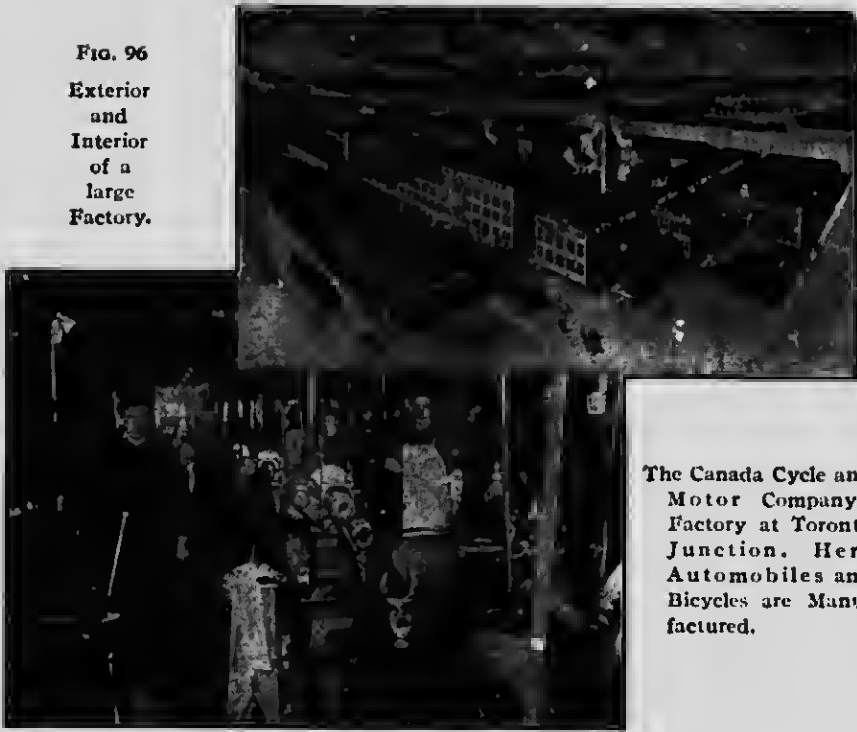 FIG. 96
Exterior
and
Interior
of a
large
Factory.
The Canada Cycle an
Motor Company
Factory at Toront
Junction. Her
Automobiles an
Bicycles are Manu
factured.